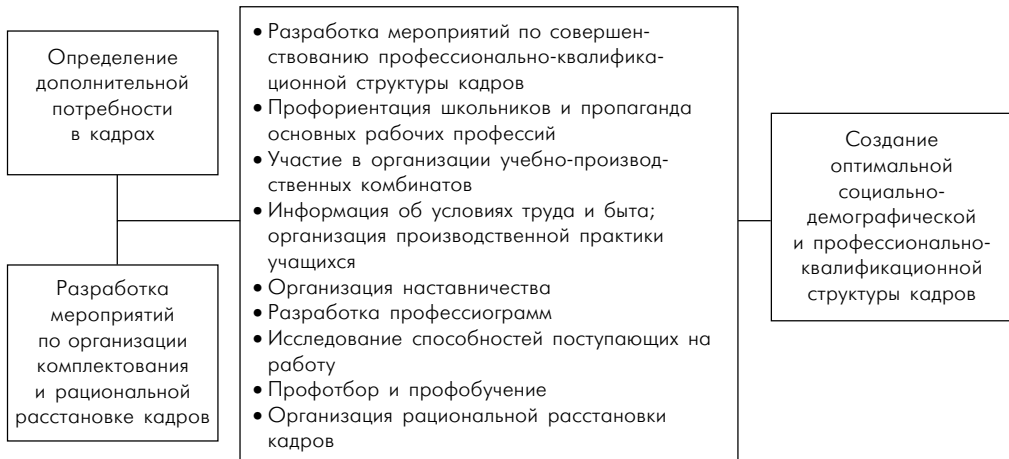 Определение
дополнительной
потребности
в кадрах
Разработка
мероприятий
по организации
комплектования
и рациональной
расстановке кадров
• Разработка мероприятий по совершен-
ствованию профессионально-квалифика-
ционной структуры кадров
• Профориентация школьников и пропаганда
основных рабочих профессий
• Участие в организации учебно-производ-
ственных комбинатов
• Информация об условиях труда и быта;
организация производственной практики
учащихся
• Организация наставничества
• Разработка профессиограмм
• Исследование способностей поступающих на
работу
• Профотбор и профобучение
• Организация рациональной расстановки
кадров
Создание
оптимальной
социально-
демографической
и профессионально-
квалификационной
структуры кадров